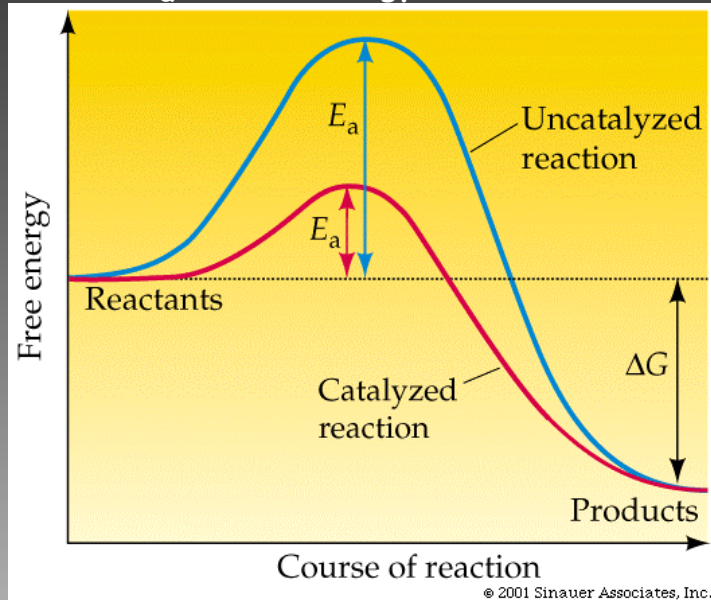 Eₐ
Uncatalyzed
reaction
Eₐ
Free energy
Reactants
ΔG
Catalyzed
reaction
Products
Course of reaction
© 2001 Sinauer Associates, Inc.